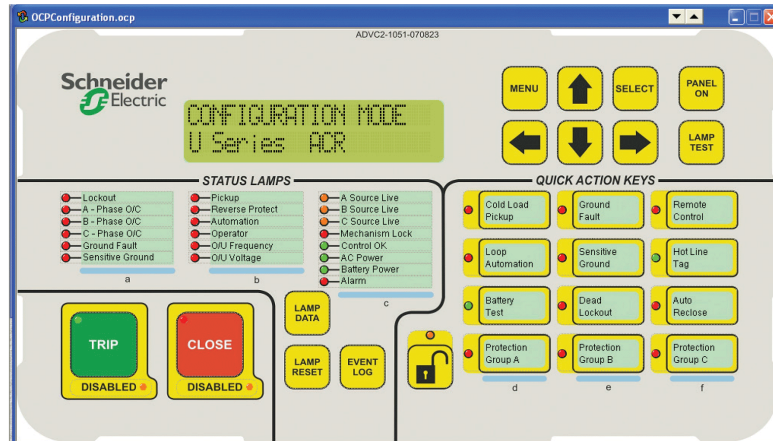 OCPConfiguration.ocp
ADVC2-1051-070823
Schneider
Electric
CONFIGURATION MODE
U Series ACR
MENU
SELECT
PANEL
ON
LAMP
TEST
STATUS LAMPS
Lockout
A - Phase O/C
B - Phase O/C
C - Phase O/C
Ground Fault
Sensitive Ground
a
Pickup
Reverse Protect
Automation
Operator
O/U Frequency
O/U Voltage
b
A Source Live
B Source Live
C Source Live
Mechanism Lock
Control OK
AC Power
Battery Power
Alarm
c
QUICK ACTION KEYS
Cold Load
Pickup
Ground
Fault
Remote
Control
Loop
Automation
Sensitive
Ground
Hot Line
Tag
Battery
Test
Dead
Lockout
Auto
Reclose
Protection
Group A
Protection
Group B
Protection
Group C
d
e
f
TRIP
DISABLED
CLOSE
DISABLED
LAMP
DATA
LAMP
RESET
EVENT
LOG